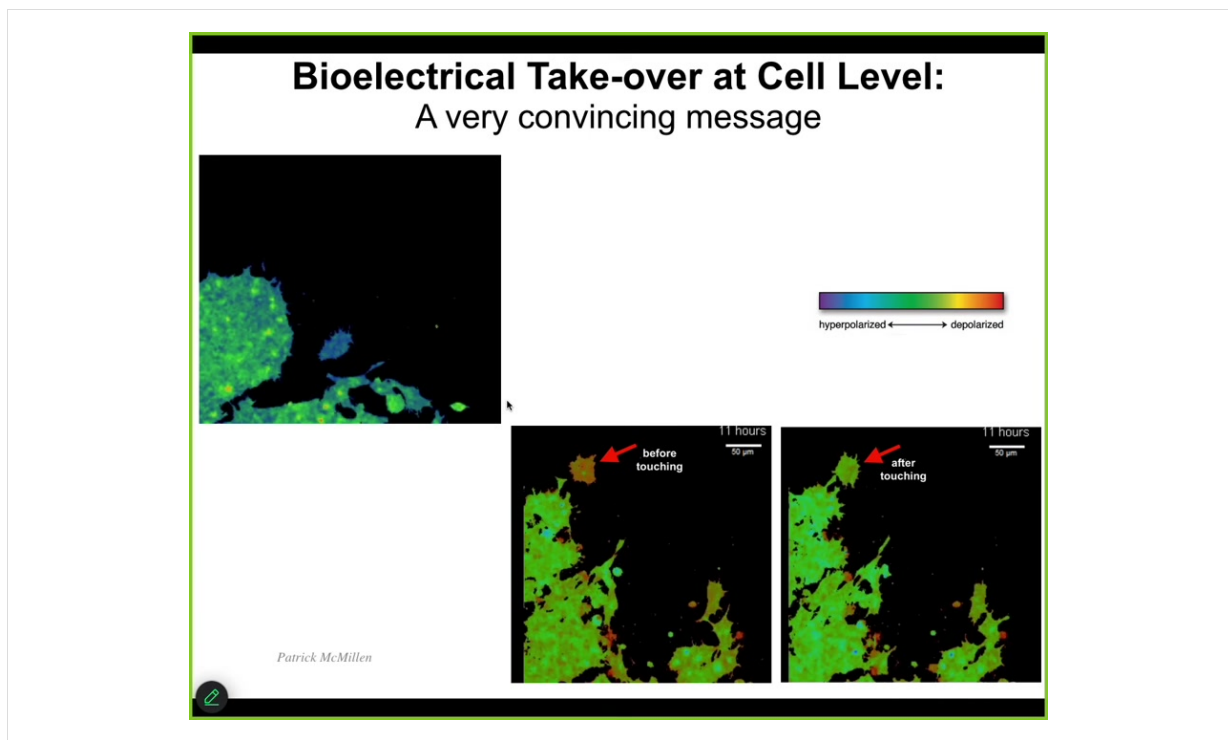 Bioelectrical Take-over at Cell Level:
A very convincing message
hyperpolarized
depolarized
11 hours
50 µm
before
touching
11 hours
50 µm
after
touching
Patrick McMillen